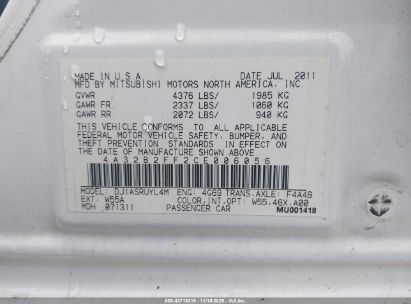 MADE IN U.S.A. DATE JUL 2011
MFD BY MITSUBISHI MOTORS NORTH AMERICA, INC
GVWR 4376 LBS/ 1985 KG
GAWR FR 2337 LBS/ 1060 KG
GAWR RR 2072 LBS/ 940 KG
THIS VEHICLE CONFORMS TO ALL APPLICABLE
FEDERAL MOTOR VEHICLE SAFETY, BUMPER, AND
THEFT PREVENTION STANDARDS IN EFFECT ON
THE DATE OF MANUFACTURE SHOWN ABOVE.
4A32B2FF2CE006056
MODEL: DJ1ASRUYL4M ENG: 4G69 TRANS.AXLE: F4A4B
EXT: W55A COLOR.INT.OPT: W55.46X.A00
MDH 071311 PASSENGER CAR MU001418